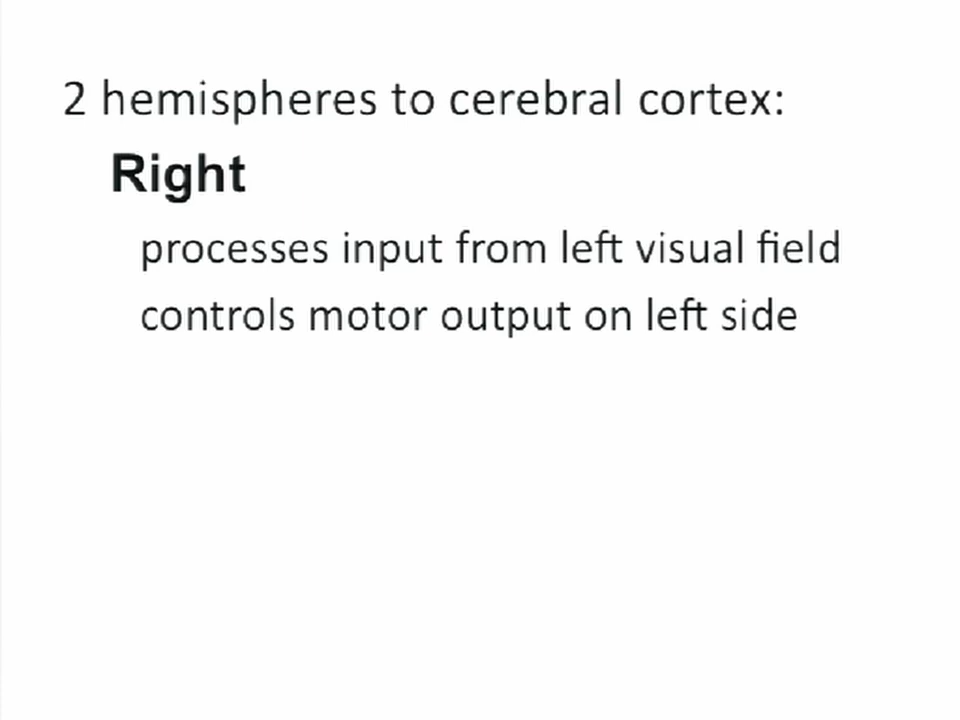 2 hemispheres to cerebral cortex:
Right
processes input from left visual field
controls motor output on left side